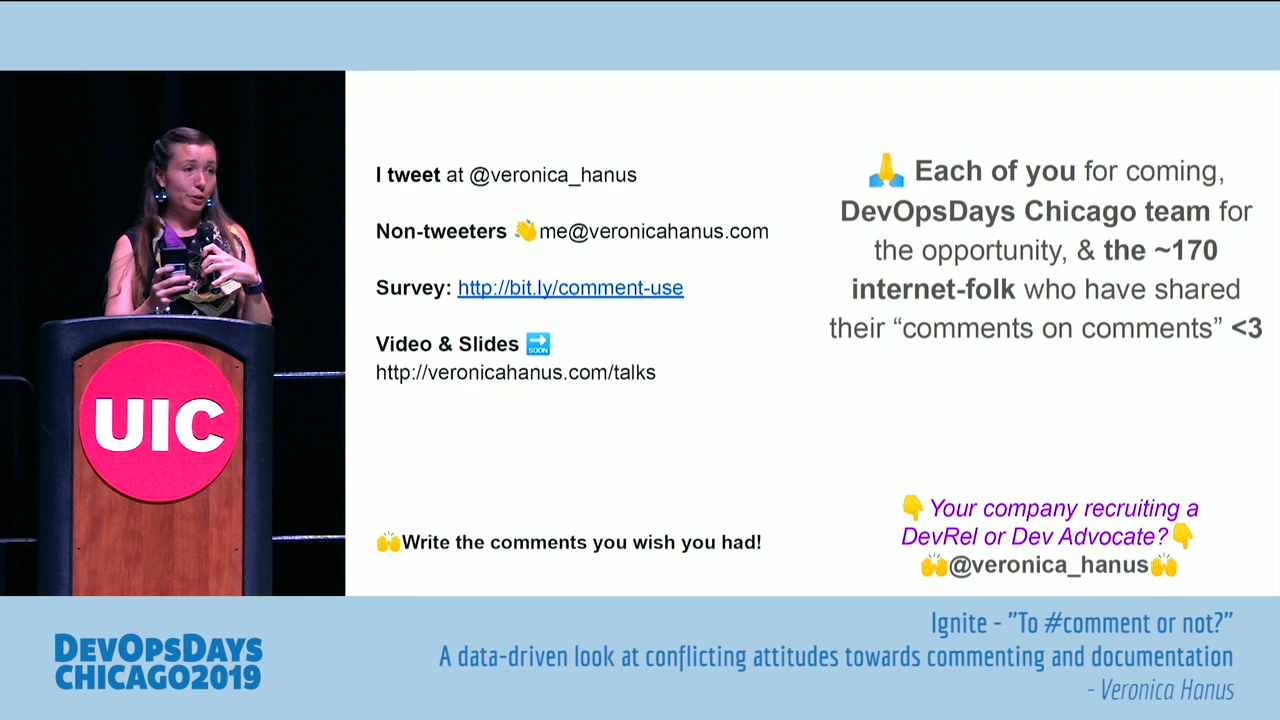 I tweet at @veronica_hanus
Non-tweeters 👋me@veronicahanus.com
Survey: http://bit.ly/comment-use
Video & Slides 🔜
SOON
http://veronicahanus.com/talks
🙌Write the comments you wish you had!
🙏 Each of you for coming,
DevOpsDays Chicago team for
the opportunity, & the ~170
internet-folk who have shared
their “comments on comments” <3
👇Your company recruiting a
DevRel or Dev Advocate?👇
🙌@veronica_hanus🙌
UIC
DEVOPSDAYS
CHICAGO2019
Ignite - "To #comment or not?"
A data-driven look at conflicting attitudes towards commenting and documentation
- Veronica Hanus